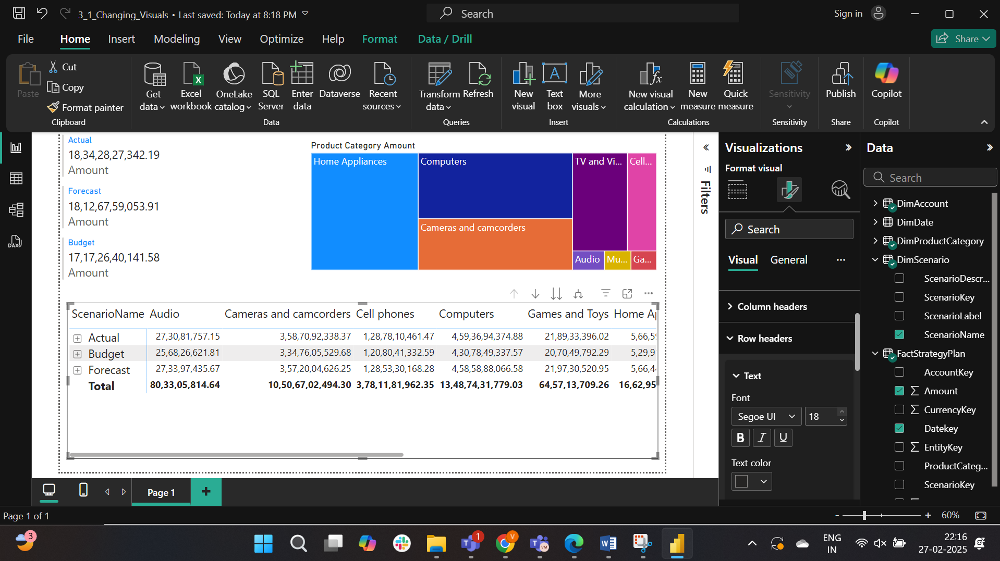 3_1_Changing_Visuals • Last saved: Today at 8:18 PM
Search
Sign in
File
Home
Insert
Modeling
View
Optimize
Help
Format
Data / Drill
Share
Paste
Cut
Copy
Format painter
Clipboard
Get data
Excel workbook
OneLake catalog
SQL Server
Enter data
Dataverse
Recent sources
Data
Transform data
Refresh
Queries
New visual
Text box
More visuals
Insert
New visual calculation
New measure
Quick measure
Calculations
Sensitivity
Sensitivity
Publish
Share
Copilot
Copilot
DAX
Actual
18,34,28,27,342.19
Amount
Forecast
18,12,67,59,053.91
Amount
Budget
17,17,26,40,141.58
Amount
Product Category Amount
Home Appliances
Computers
Cameras and camcorders
TV and Vi...
Cell...
Audio
Mu...
Ga...
ScenarioName Audio Cameras and camcorders Cell phones Computers Games and Toys Home Ap
Actual 27,30,81,757.15 3,58,70,92,338.37 1,28,78,10,461.47 4,59,36,94,374.88 21,89,33,396.02 5,66,59
Budget 25,68,26,621.81 3,34,76,05,529.68 1,20,80,41,332.59 4,30,78,49,337.57 20,70,49,792.29 5,29,9
Forecast 27,33,97,435.67 3,57,20,04,626.25 1,28,53,30,168.28 4,58,58,88,066.58 21,97,30,520.95 5,66,4
Total 80,33,05,814.64 10,50,67,02,494.30 3,78,11,81,962.35 13,48,74,31,779.03 64,57,13,709.26 16,62,95
Filters
Visualizations
Format visual
Search
Visual
General
Column headers
Row headers
Text
Font
Segoe UI
18
B I U
Text color
Data
Search
DimAccount
DimDate
DimProductCategory
DimScenario
ScenarioDescr...
ScenarioKey
ScenarioLabel
ScenarioName
FactStrategyPlan
AccountKey
Amount
CurrencyKey
Datekey
EntityKey
ProductCateg...
ScenarioKey
Page 1
Page 1 of 1
60%
3
1
V
VM
ENG
IN
22:16
27-02-2025